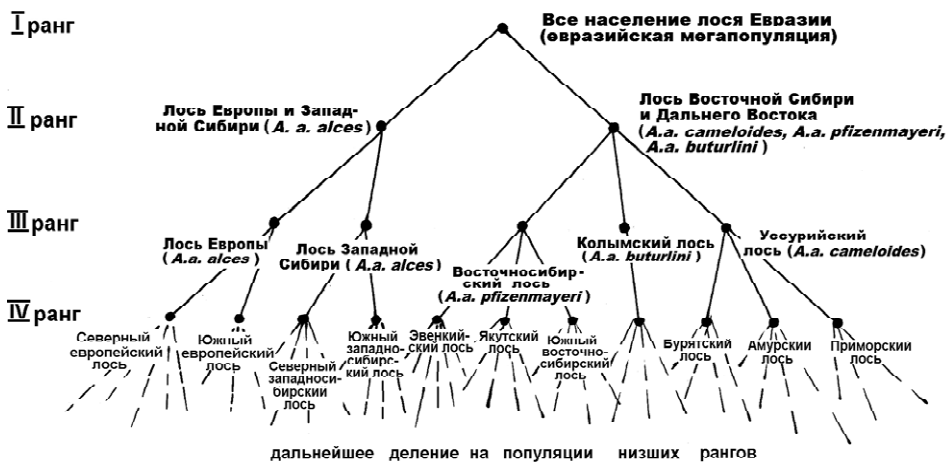 I ранг
Все население лося Евразии
(евразийская мегапопуляция)
II ранг
Лось Европы и Запад-
ной Сибири (A. a. alces)
Лось Восточной Сибири
и Дальнего Востока
(A.a. cameloides, A.a. pfizenmayeri,
A.a. buturlini)
III ранг
Лось Европы
(A.a. alces)
Лось Западной
Сибири (A.a. alces)
Восточносибир-
ский лось
(A.a. pfizenmayeri)
Колымский лось
(A.a. buturlini)
Уссурийский
лось (A.a. cameloides)
IV ранг
Северный
европейский
лось
Южный
европейский
лось
Северный
западноси-
бирский
лось
Южный
западно-
сибирс-
кий лось
Эвенкий-
ский лось
Якутский
лось
Южный
восточно-
сибирский
лось
Бурятский
лось
Амурский
лось
Приморский
лось
дальнейшее деление на популяции низших рангов